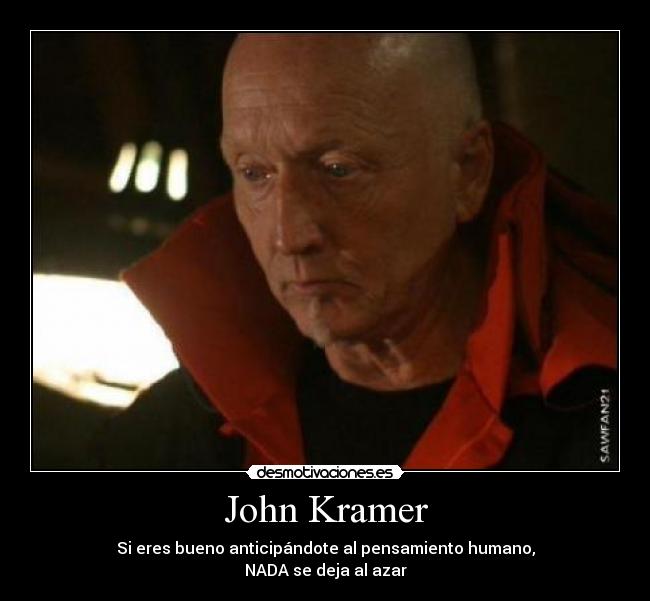 SAWFAN21
desmotivaciones.es
John Kramer
Si eres bueno anticipándote al pensamiento humano,
NADA se deja al azar